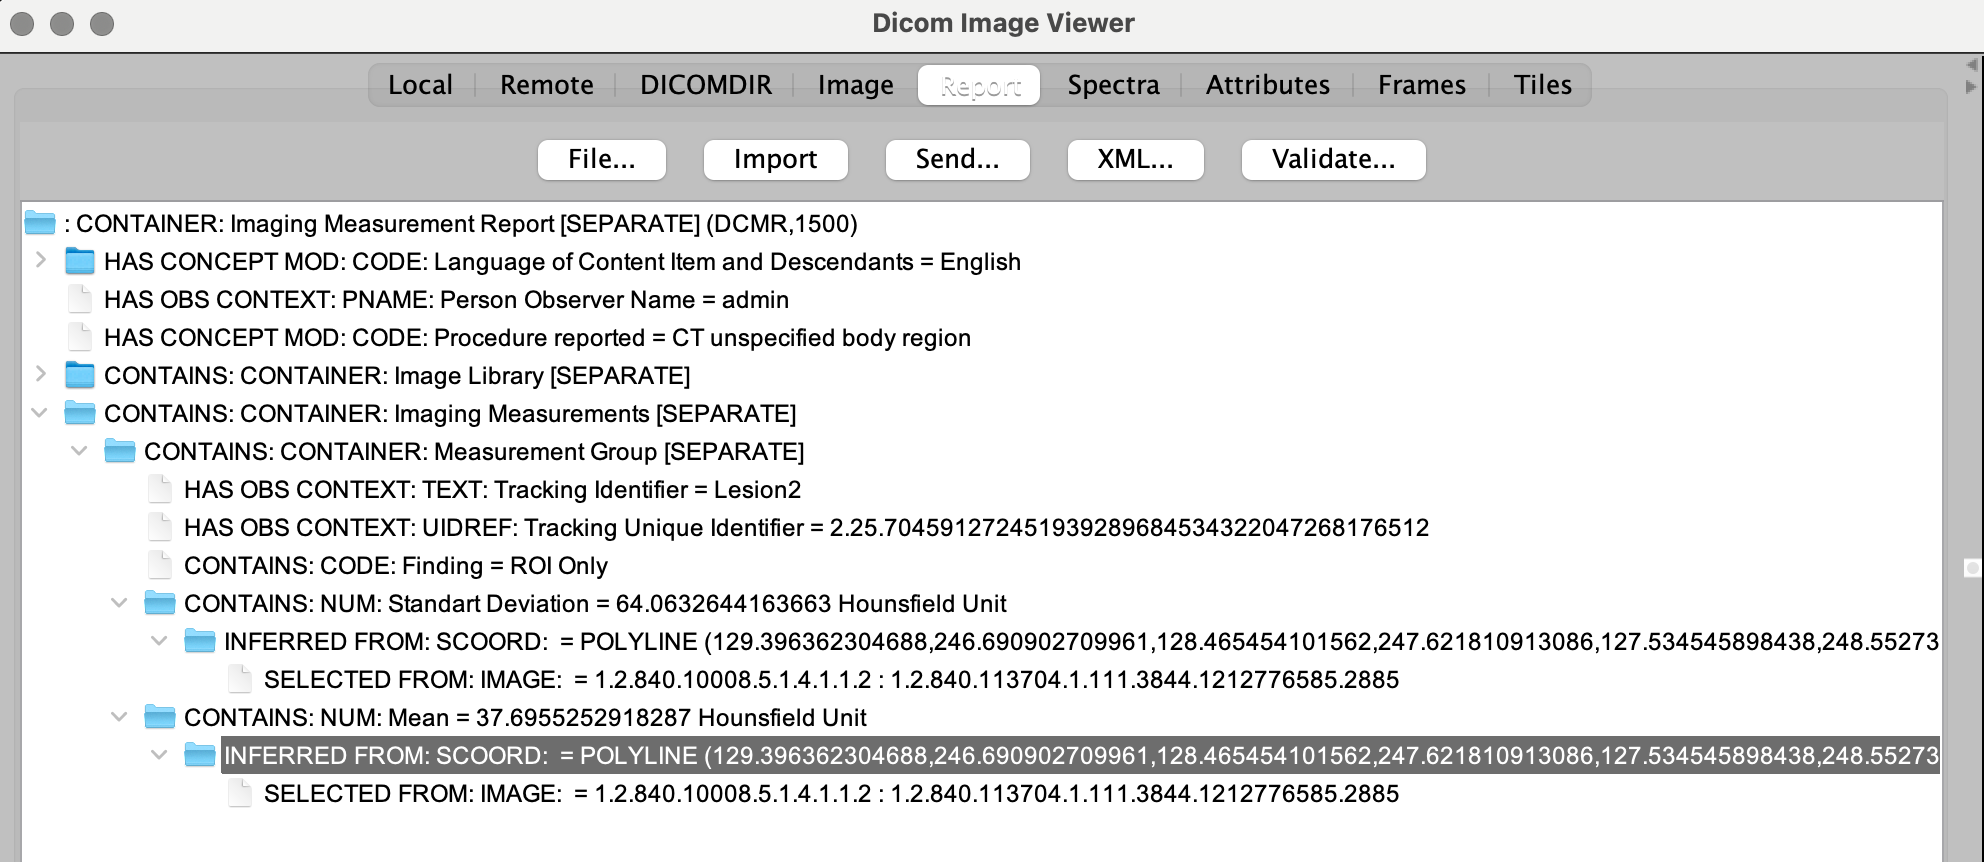 Dicom Image Viewer
Local Remote DICOMDIR Image Report Spectra Attributes Frames Tiles
File... Import Send... XML... Validate...
: CONTAINER: Imaging Measurement Report [SEPARATE] (DCMR,1500)
HAS CONCEPT MOD: CODE: Language of Content Item and Descendants = English
HAS OBS CONTEXT: PNAME: Person Observer Name = admin
HAS CONCEPT MOD: CODE: Procedure reported = CT unspecified body region
CONTAINS: CONTAINER: Image Library [SEPARATE]
CONTAINS: CONTAINER: Imaging Measurements [SEPARATE]
CONTAINS: CONTAINER: Measurement Group [SEPARATE]
HAS OBS CONTEXT: TEXT: Tracking Identifier = Lesion2
HAS OBS CONTEXT: UIDREF: Tracking Unique Identifier = 2.25.70459127245193928968453432204726817​6512
CONTAINS: CODE: Finding = ROI Only
CONTAINS: NUM: Standart Deviation = 64.0632644163663 Hounsfield Unit
INFERRED FROM: SCOORD:  = POLYLINE (129.396362304688,246.690902709961,128.465454101562,247.621810913086,127.534545898438,248.55273
SELECTED FROM: IMAGE:  = 1.2.840.10008.5.1.4.1.1.2 : 1.2.840.113704.1.111.3844.1212776585.2885
CONTAINS: NUM: Mean = 37.6955252918287 Hounsfield Unit
INFERRED FROM: SCOORD:  = POLYLINE (129.396362304688,246.690902709961,128.465454101562,247.621810913086,127.534545898438,248.55273
SELECTED FROM: IMAGE:  = 1.2.840.10008.5.1.4.1.1.2 : 1.2.840.113704.1.111.3844.1212776585.2885